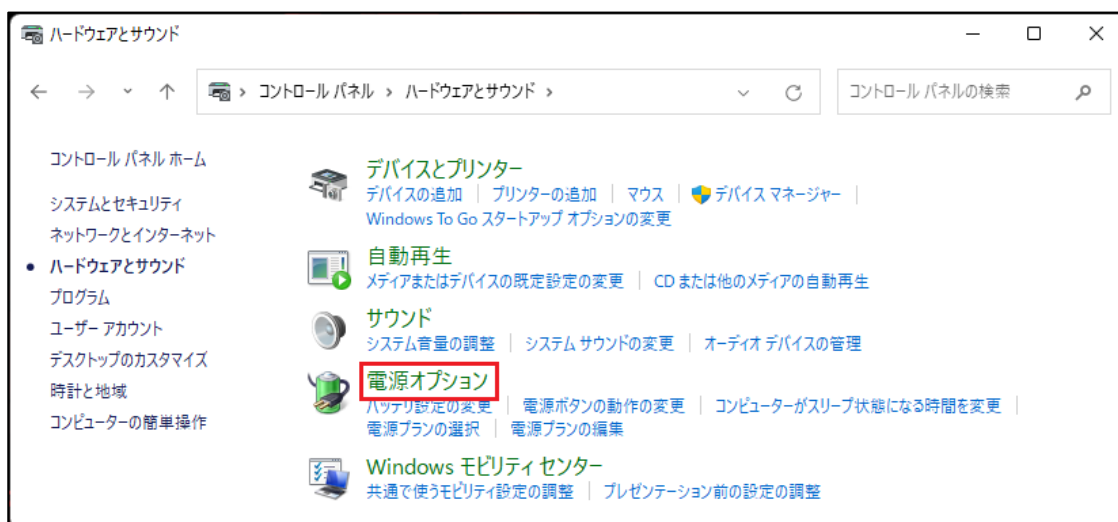 ハードウェアとサウンド
コントロール パネル › ハードウェアとサウンド ›
コントロール パネルの検索
コントロール パネル ホーム
システムとセキュリティ
ネットワークとインターネット
ハードウェアとサウンド
プログラム
ユーザー アカウント
デスクトップのカスタマイズ
時計と地域
コンピューターの簡単操作
デバイスとプリンター
デバイスの追加 | プリンターの追加 | マウス | デバイス マネージャー |
Windows To Go スタートアップ オプションの変更
自動再生
メディアまたはデバイスの既定設定の変更 | CD または他のメディアの自動再生
サウンド
システム音量の調整 | システム サウンドの変更 | オーディオ デバイスの管理
電源オプション
バッテリ設定の変更 | 電源ボタンの動作の変更 | コンピューターがスリープ状態になる時間を変更 |
電源プランの選択 | 電源プランの編集
Windows モビリティ センター
共通で使うモビリティ設定の調整 | プレゼンテーション前の設定の調整